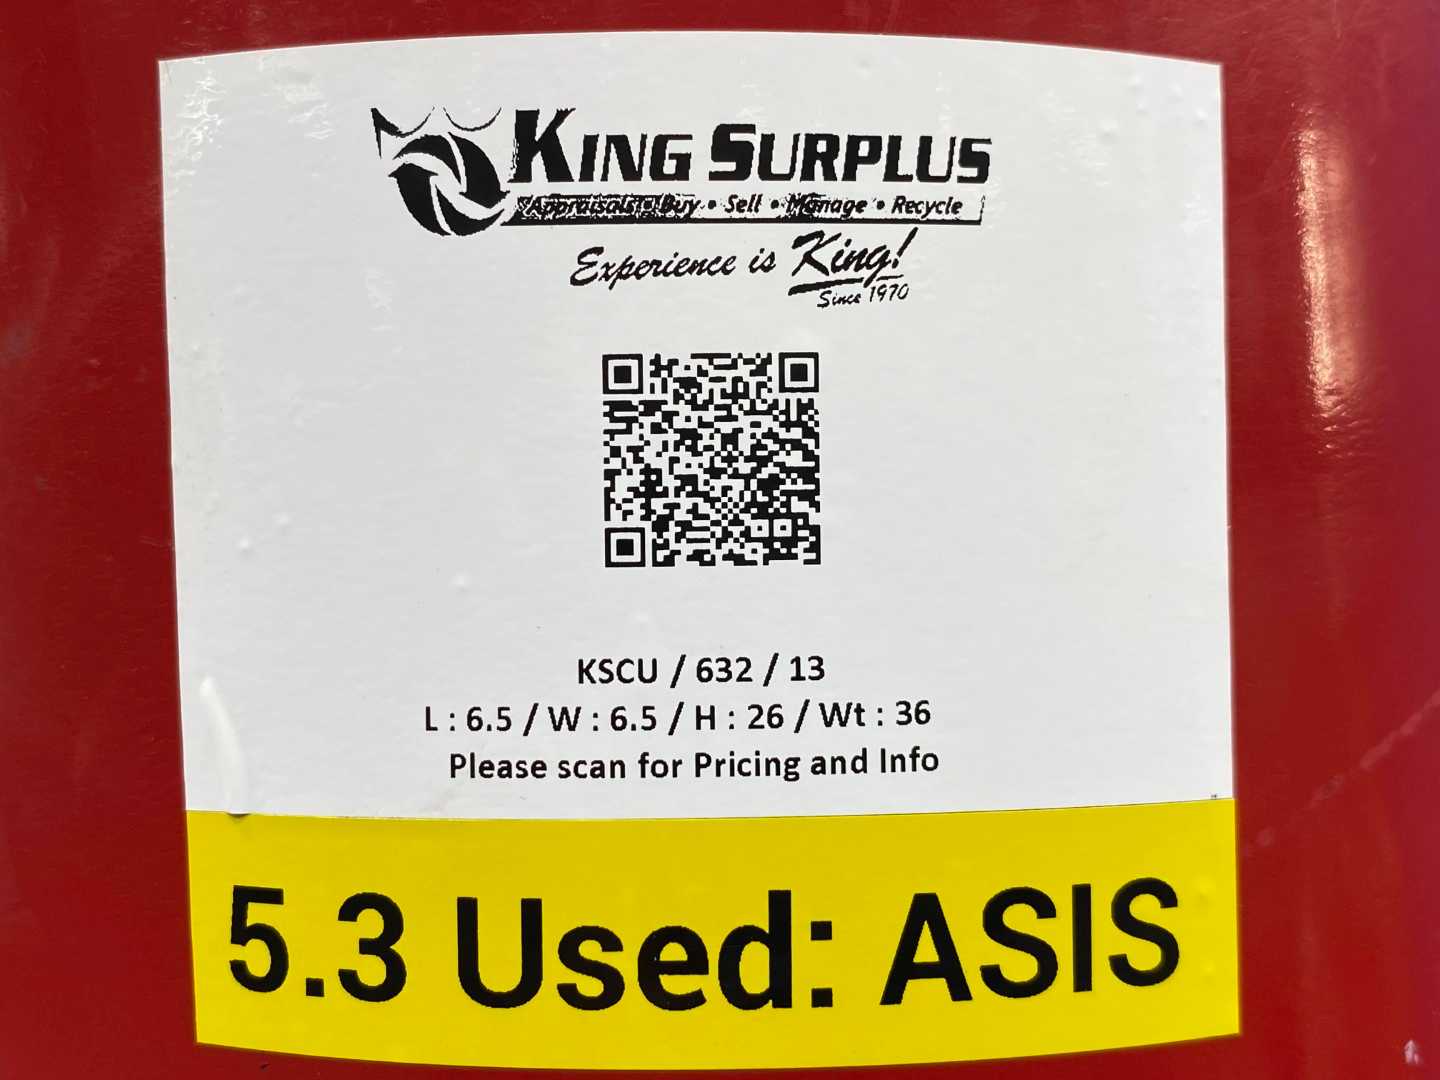 KING SURPLUS
Appraisals • Buy • Sell • Manage • Recycle
Experience is King!
Since 1970
KSCU / 632 / 13
L : 6.5 / W : 6.5 / H : 26 / Wt : 36
Please scan for Pricing and Info
5.3 Used: ASIS